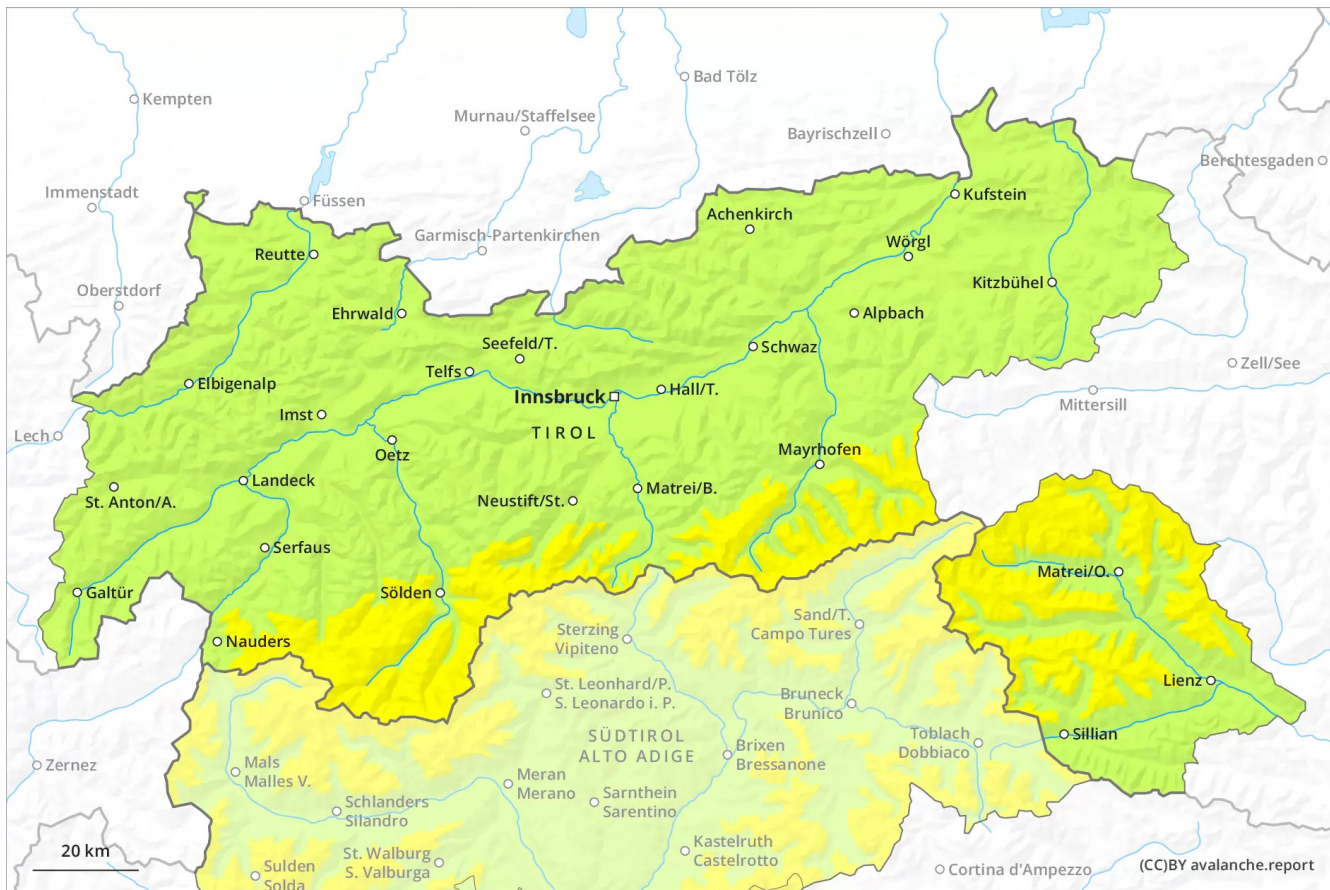 Bad Tölz
Kempten
Murnau/Staffelsee
Bayrischzell
Berchtesgaden
Immenstadt
Füssen
Kufstein
Achenkirch
Garmisch-Partenkirchen
Wörgl
Reutte
Kitzbühel
Oberstdorf
Ehrwald
Alpbach
Seefeld/T.
Schwaz
Zell/See
Telfs
Elbigenalp
Hall/T.
Innsbruck
Mittersill
Imst
TIROL
Lech
Oetz
Mayrhofen
Landeck
Matrei/B.
St. Anton/A.
Neustift/St.
Serfaus
Matrei/O.
Galtür
Sölden
Sand/T.
Campo Tures
Sterzing
Vipiteno
Nauders
Lienz
St. Leonhard/P.
S. Leonardo i. P.
Bruneck
Brunico
Sillian
Toblach
Dobbiaco
SÜDTIROL
ALTO ADIGE
Brixen
Bressanone
Zernez
Mals
Malles V.
Meran
Merano
Sarnthein
Sarentino
Schlanders
Silandro
Kastelruth
Castelrotto
20 km
St. Walburg
S. Valburga
Sulden
Solda
Cortina d'Ampezzo
(CC)BY avalanche.report